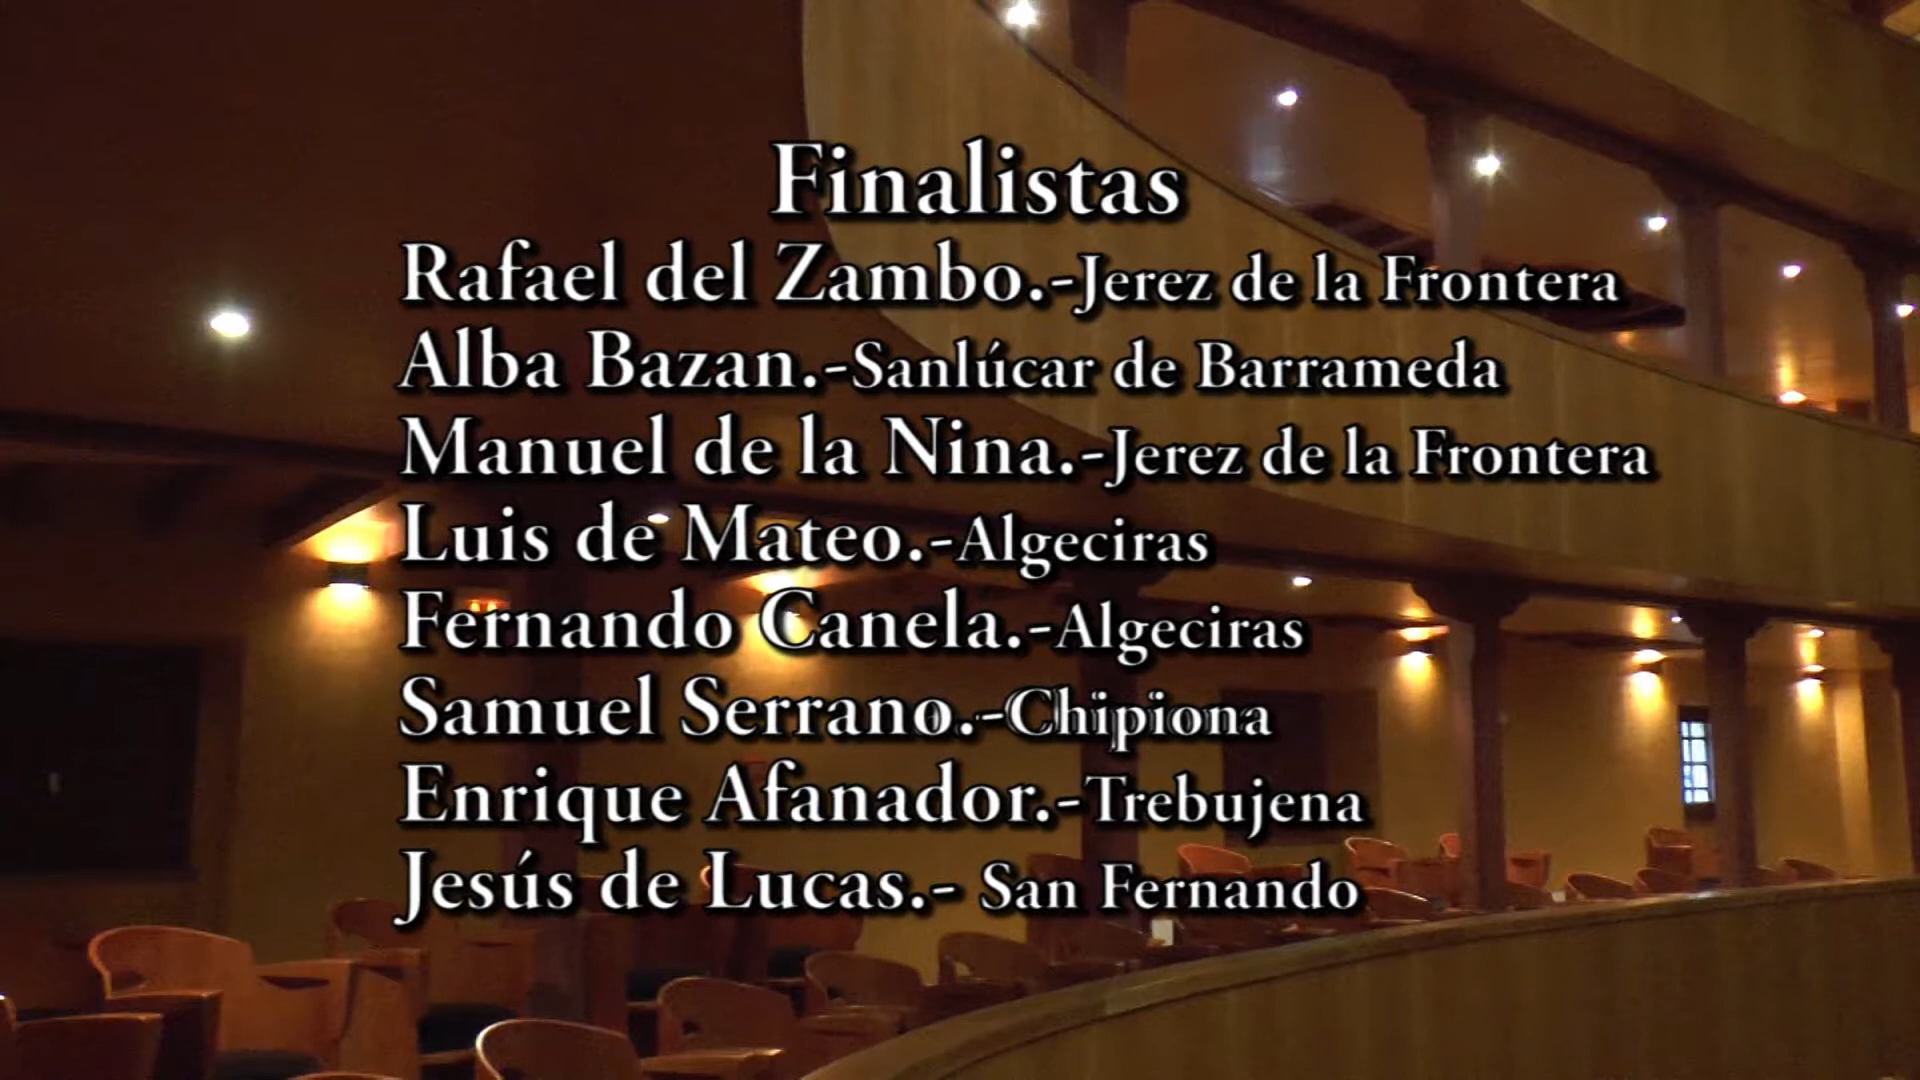 Finalistas
Rafael del Zambo.-Jerez de la Frontera
Alba Bazan.-Sanlúcar de Barrameda
Manuel de la Nina.-Jerez de la Frontera
Luis de Mateo.-Algeciras
Fernando Canela.-Algeciras
Samuel Serrano.-Chipiona
Enrique Afanador.-Trebujena
Jesús de Lucas.- San Fernando